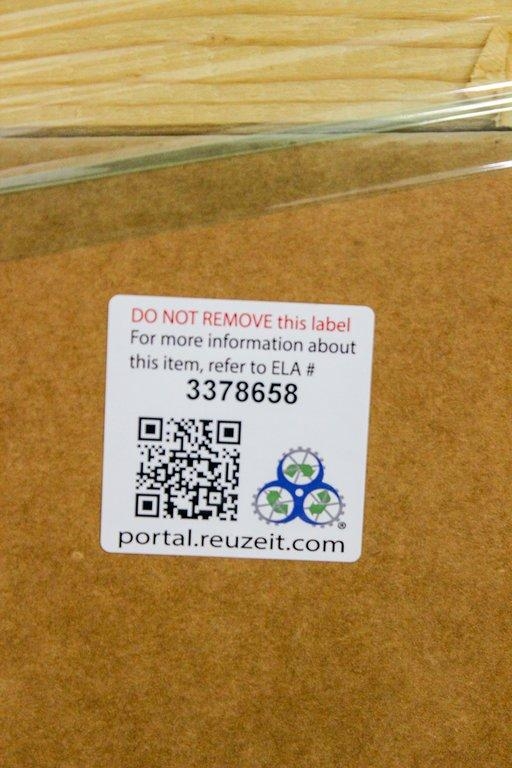 DO NOT REMOVE this label
For more information about
this item, refer to ELA #
3378658
®
portal.reuzeit.com